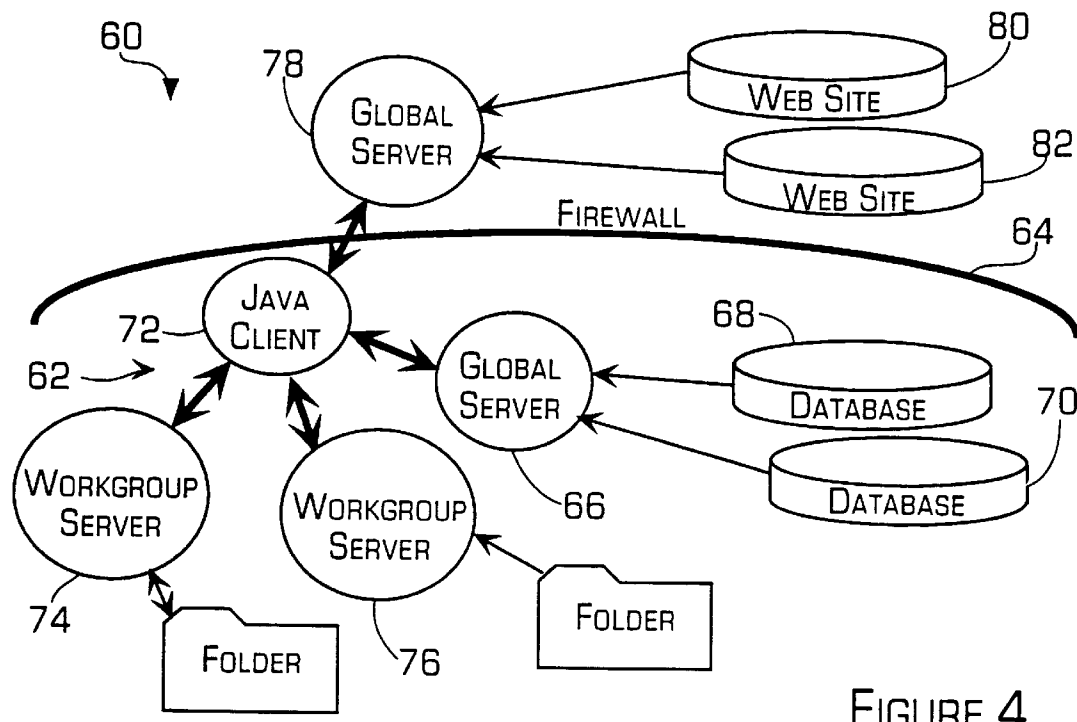 60
78
GLOBAL
SERVER
80
WEB SITE
82
WEB SITE
FIREWALL
64
JAVA
CLIENT
72
62
68
GLOBAL
SERVER
DATABASE
70
DATABASE
66
WORKGROUP
SERVER
WORKGROUP
SERVER
74
76
FOLDER
FOLDER
FIGURE 4